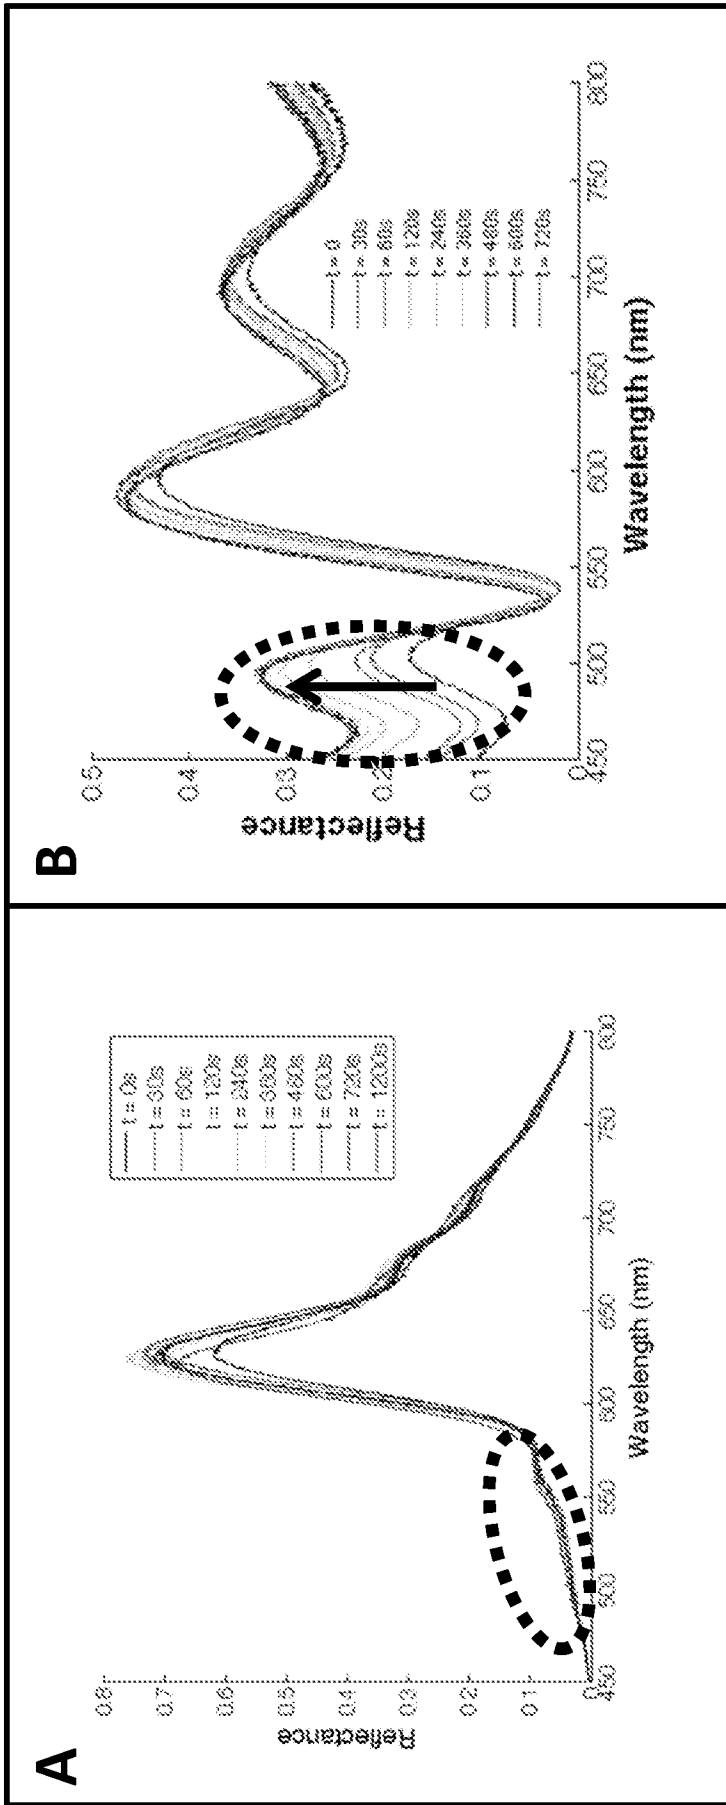 A
0.8
0.7
0.6
0.5
0.4
0.3
0.2
0.1
0
Reflectance
450
500
550
600
650
700
750
800
Wavelength (nm)
t = 0s
t = 30s
t = 60s
t = 120s
t = 240s
t = 360s
t = 480s
t = 600s
t = 720s
t = 1200s
B
0.5
0.4
0.3
0.2
0.1
0
Reflectance
450
500
550
600
650
700
750
800
Wavelength (nm)
t = 0
t = 30s
t = 60s
t = 120s
t = 240s
t = 360s
t = 480s
t = 600s
t = 720s